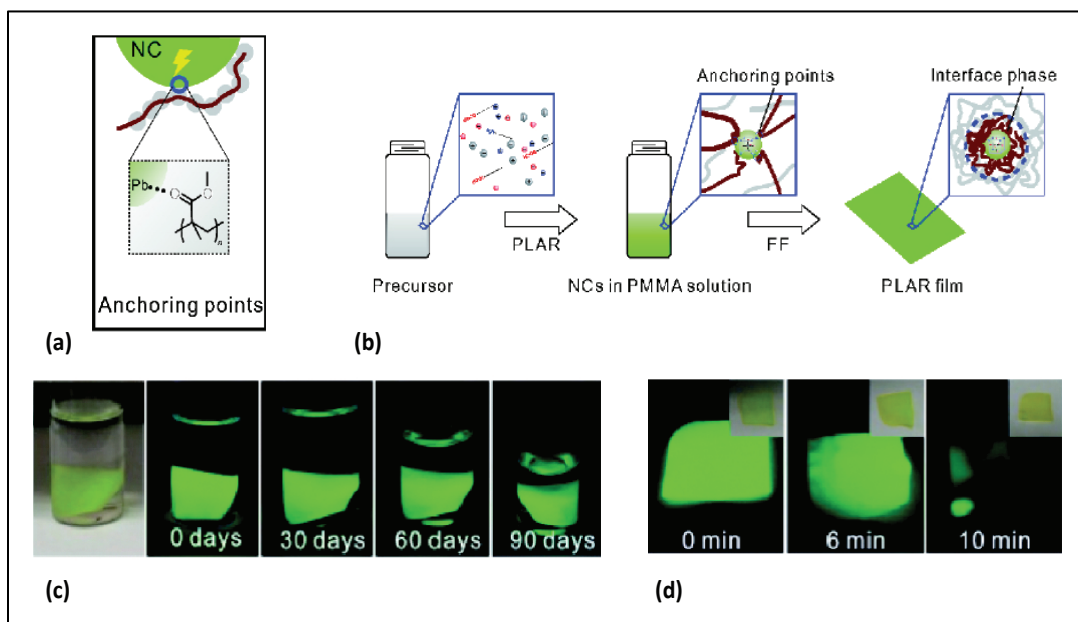 NC
Pb
O
O
n
Anchoring points
(a)
Anchoring points
Interface phase
PLAR
FF
Precursor
NCs in PMMA solution
PLAR film
(b)
0 days
30 days
60 days
90 days
(c)
0 min
6 min
10 min
(d)